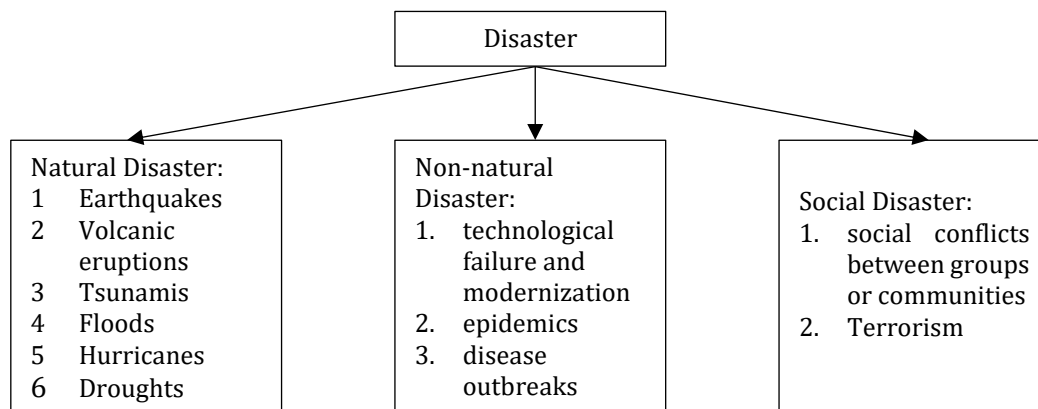 Disaster
Natural Disaster:
1 Earthquakes
2 Volcanic
eruptions
3 Tsunamis
4 Floods
5 Hurricanes
6 Droughts
Non-natural
Disaster:
1. technological
failure and
modernization
2. epidemics
3. disease
outbreaks
Social Disaster:
1. social conflicts
between groups
or communities
2. Terrorism